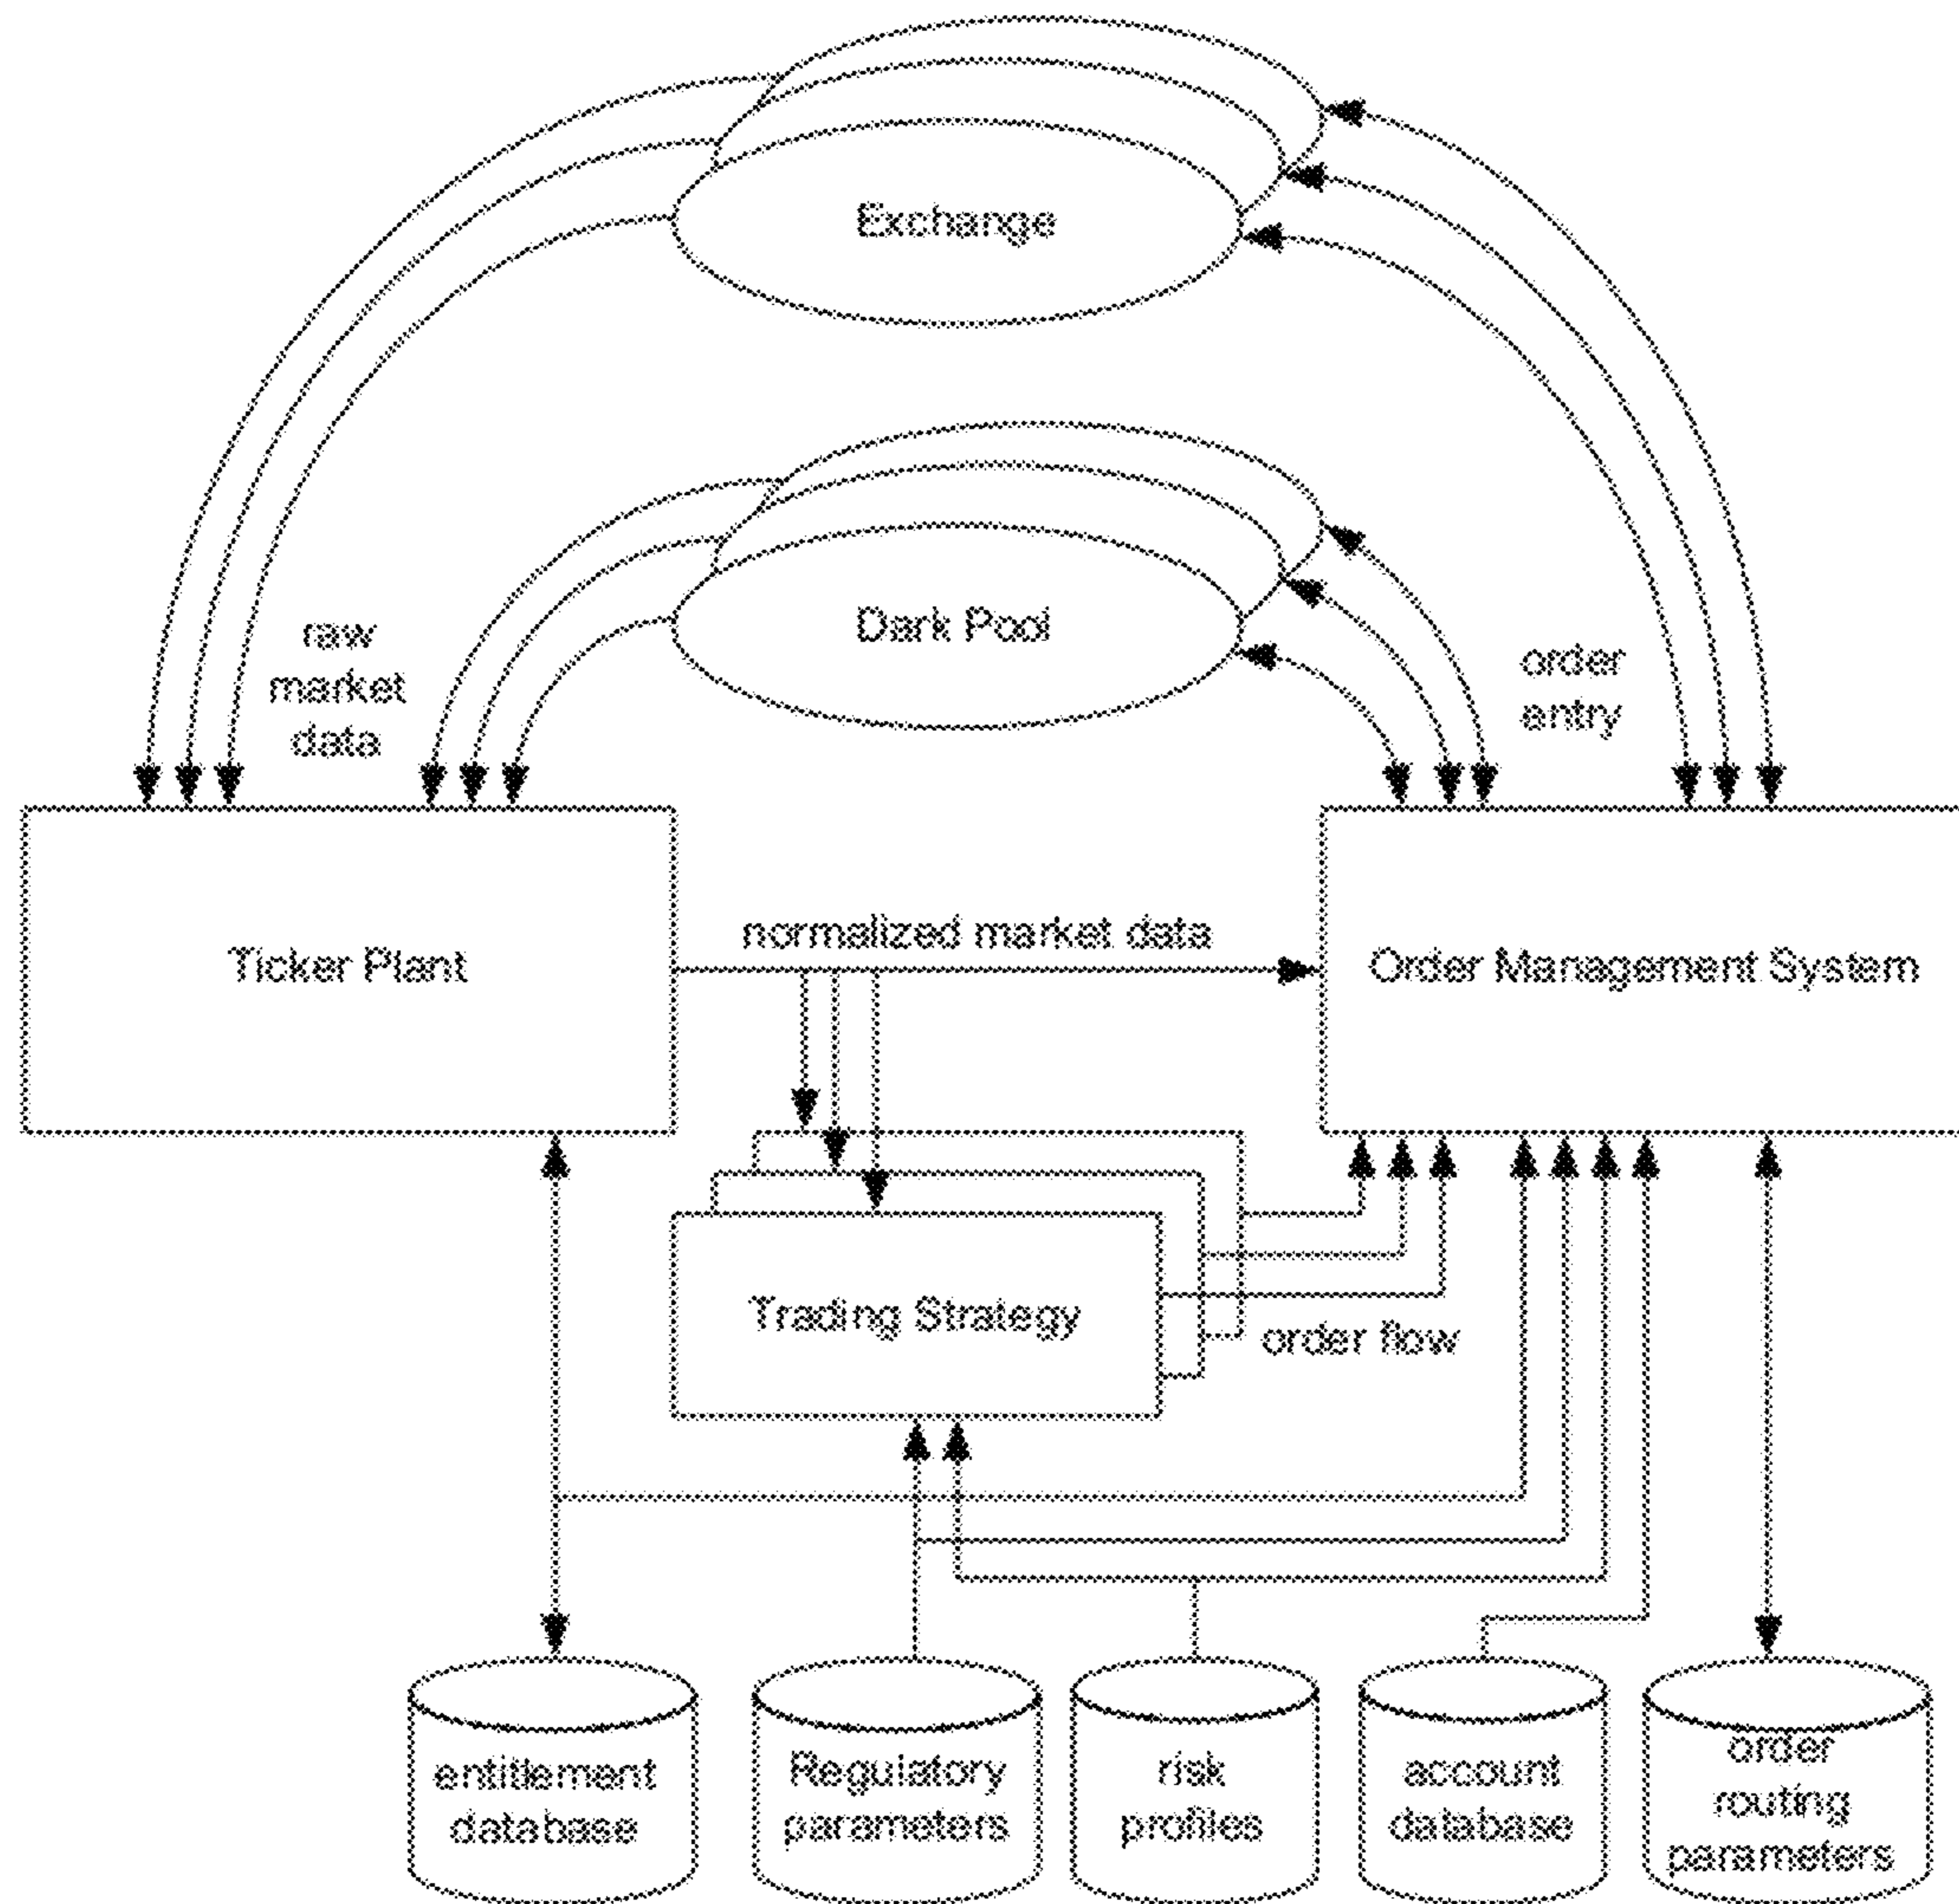 Exchange
Dark Pool
raw
market
data
order
entry
normalized market data
Ticker Plant
Order Management System
Trading Strategy
order flow
entitlement
database
Regulatory
parameters
risk
profiles
account
database
order
routing
parameters